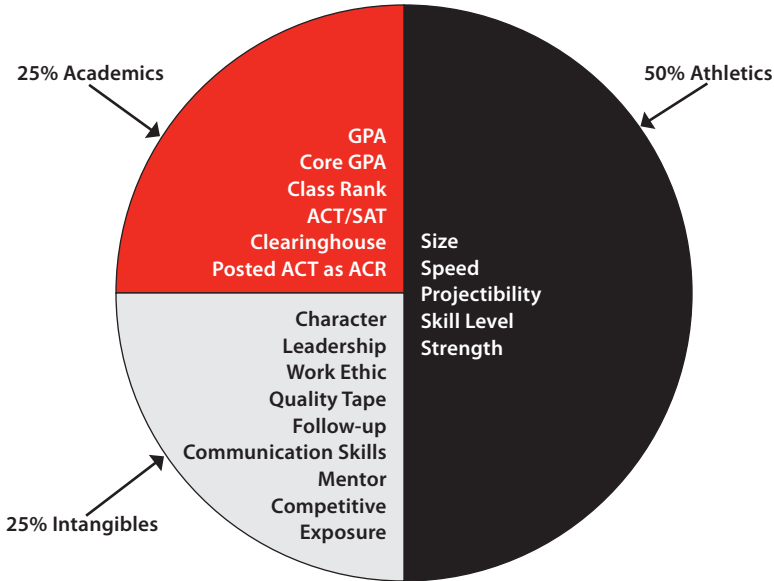 25% Academics
50% Athletics
GPA
Core GPA
Class Rank
ACT/SAT
Clearinghouse
Posted ACT as ACR
Size
Speed
Projectibility
Skill Level
Strength
Character
Leadership
Work Ethic
Quality Tape
Follow-up
Communication Skills
Mentor
Competitive
Exposure
25% Intangibles